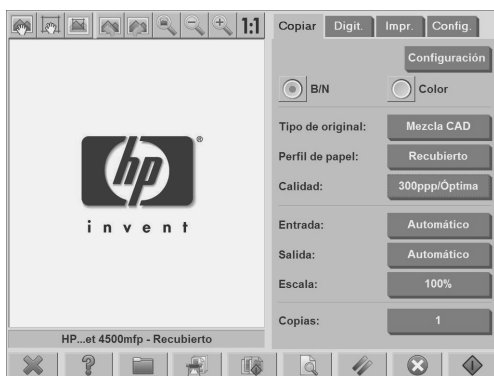 1:1
Copiar Digit. Impr. Config.
Configuración
B/N Color
Tipo de original: Mezcla CAD
Perfil de papel: Recubierto
Calidad: 300ppp/Óptima
Entrada: Automático
Salida: Automático
Escala: 100%
Copias: 1
hp ®
invent
HP...et 4500mfp - Recubierto
?